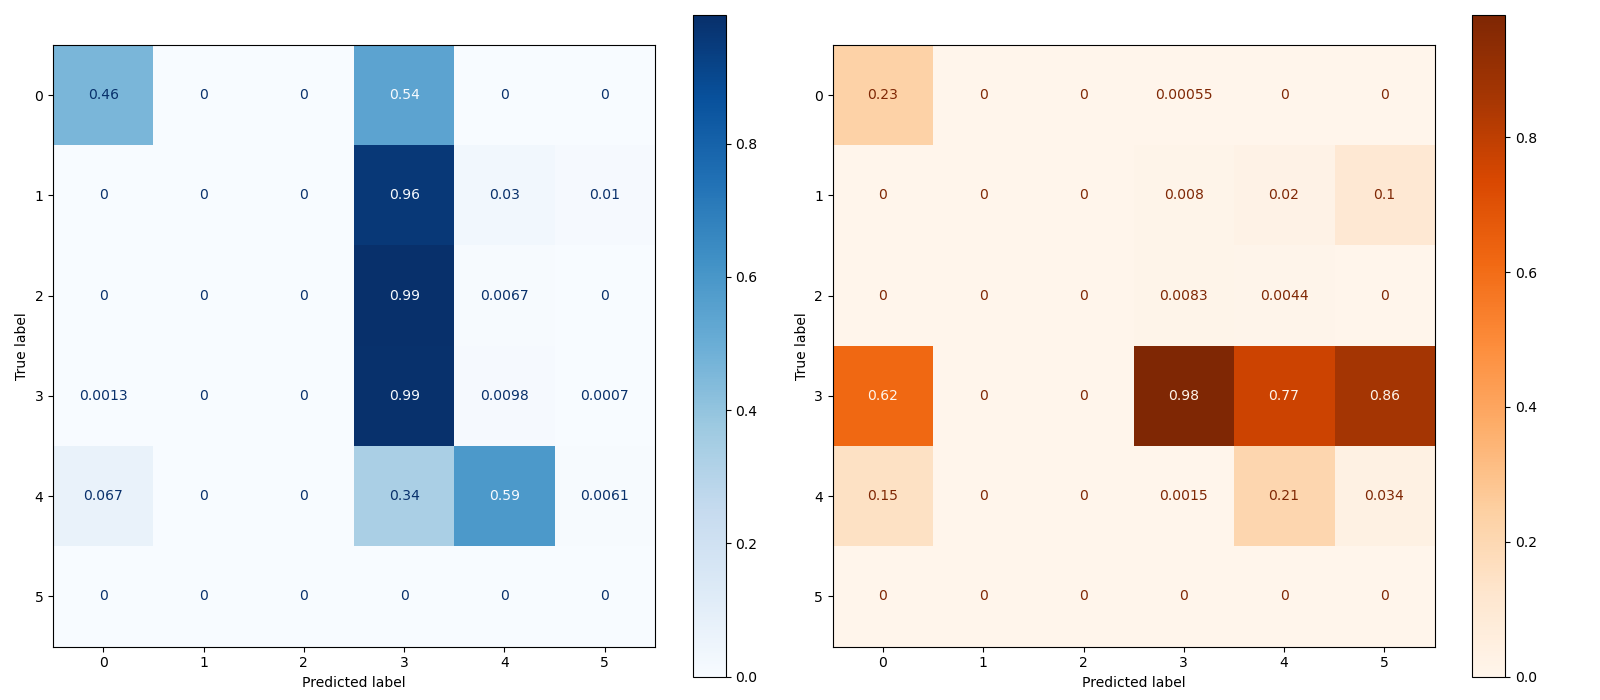 0 0.46 0 0 0.54 0 0
1 0 0 0 0.96 0.03 0.01
2 0 0 0 0.99 0.0067 0
3 0.0013 0 0 0.99 0.0098 0.0007
4 0.067 0 0 0.34 0.59 0.0061
5 0 0 0 0 0 0
0 1 2 3 4 5
Predicted label
True label
0.8
0.6
0.4
0.2
0.0
0 0.23 0 0 0.00055 0 0
1 0 0 0 0.008 0.02 0.1
2 0 0 0 0.0083 0.0044 0
3 0.62 0 0 0.98 0.77 0.86
4 0.15 0 0 0.0015 0.21 0.034
5 0 0 0 0 0 0
0 1 2 3 4 5
Predicted label
True label
0.8
0.6
0.4
0.2
0.0